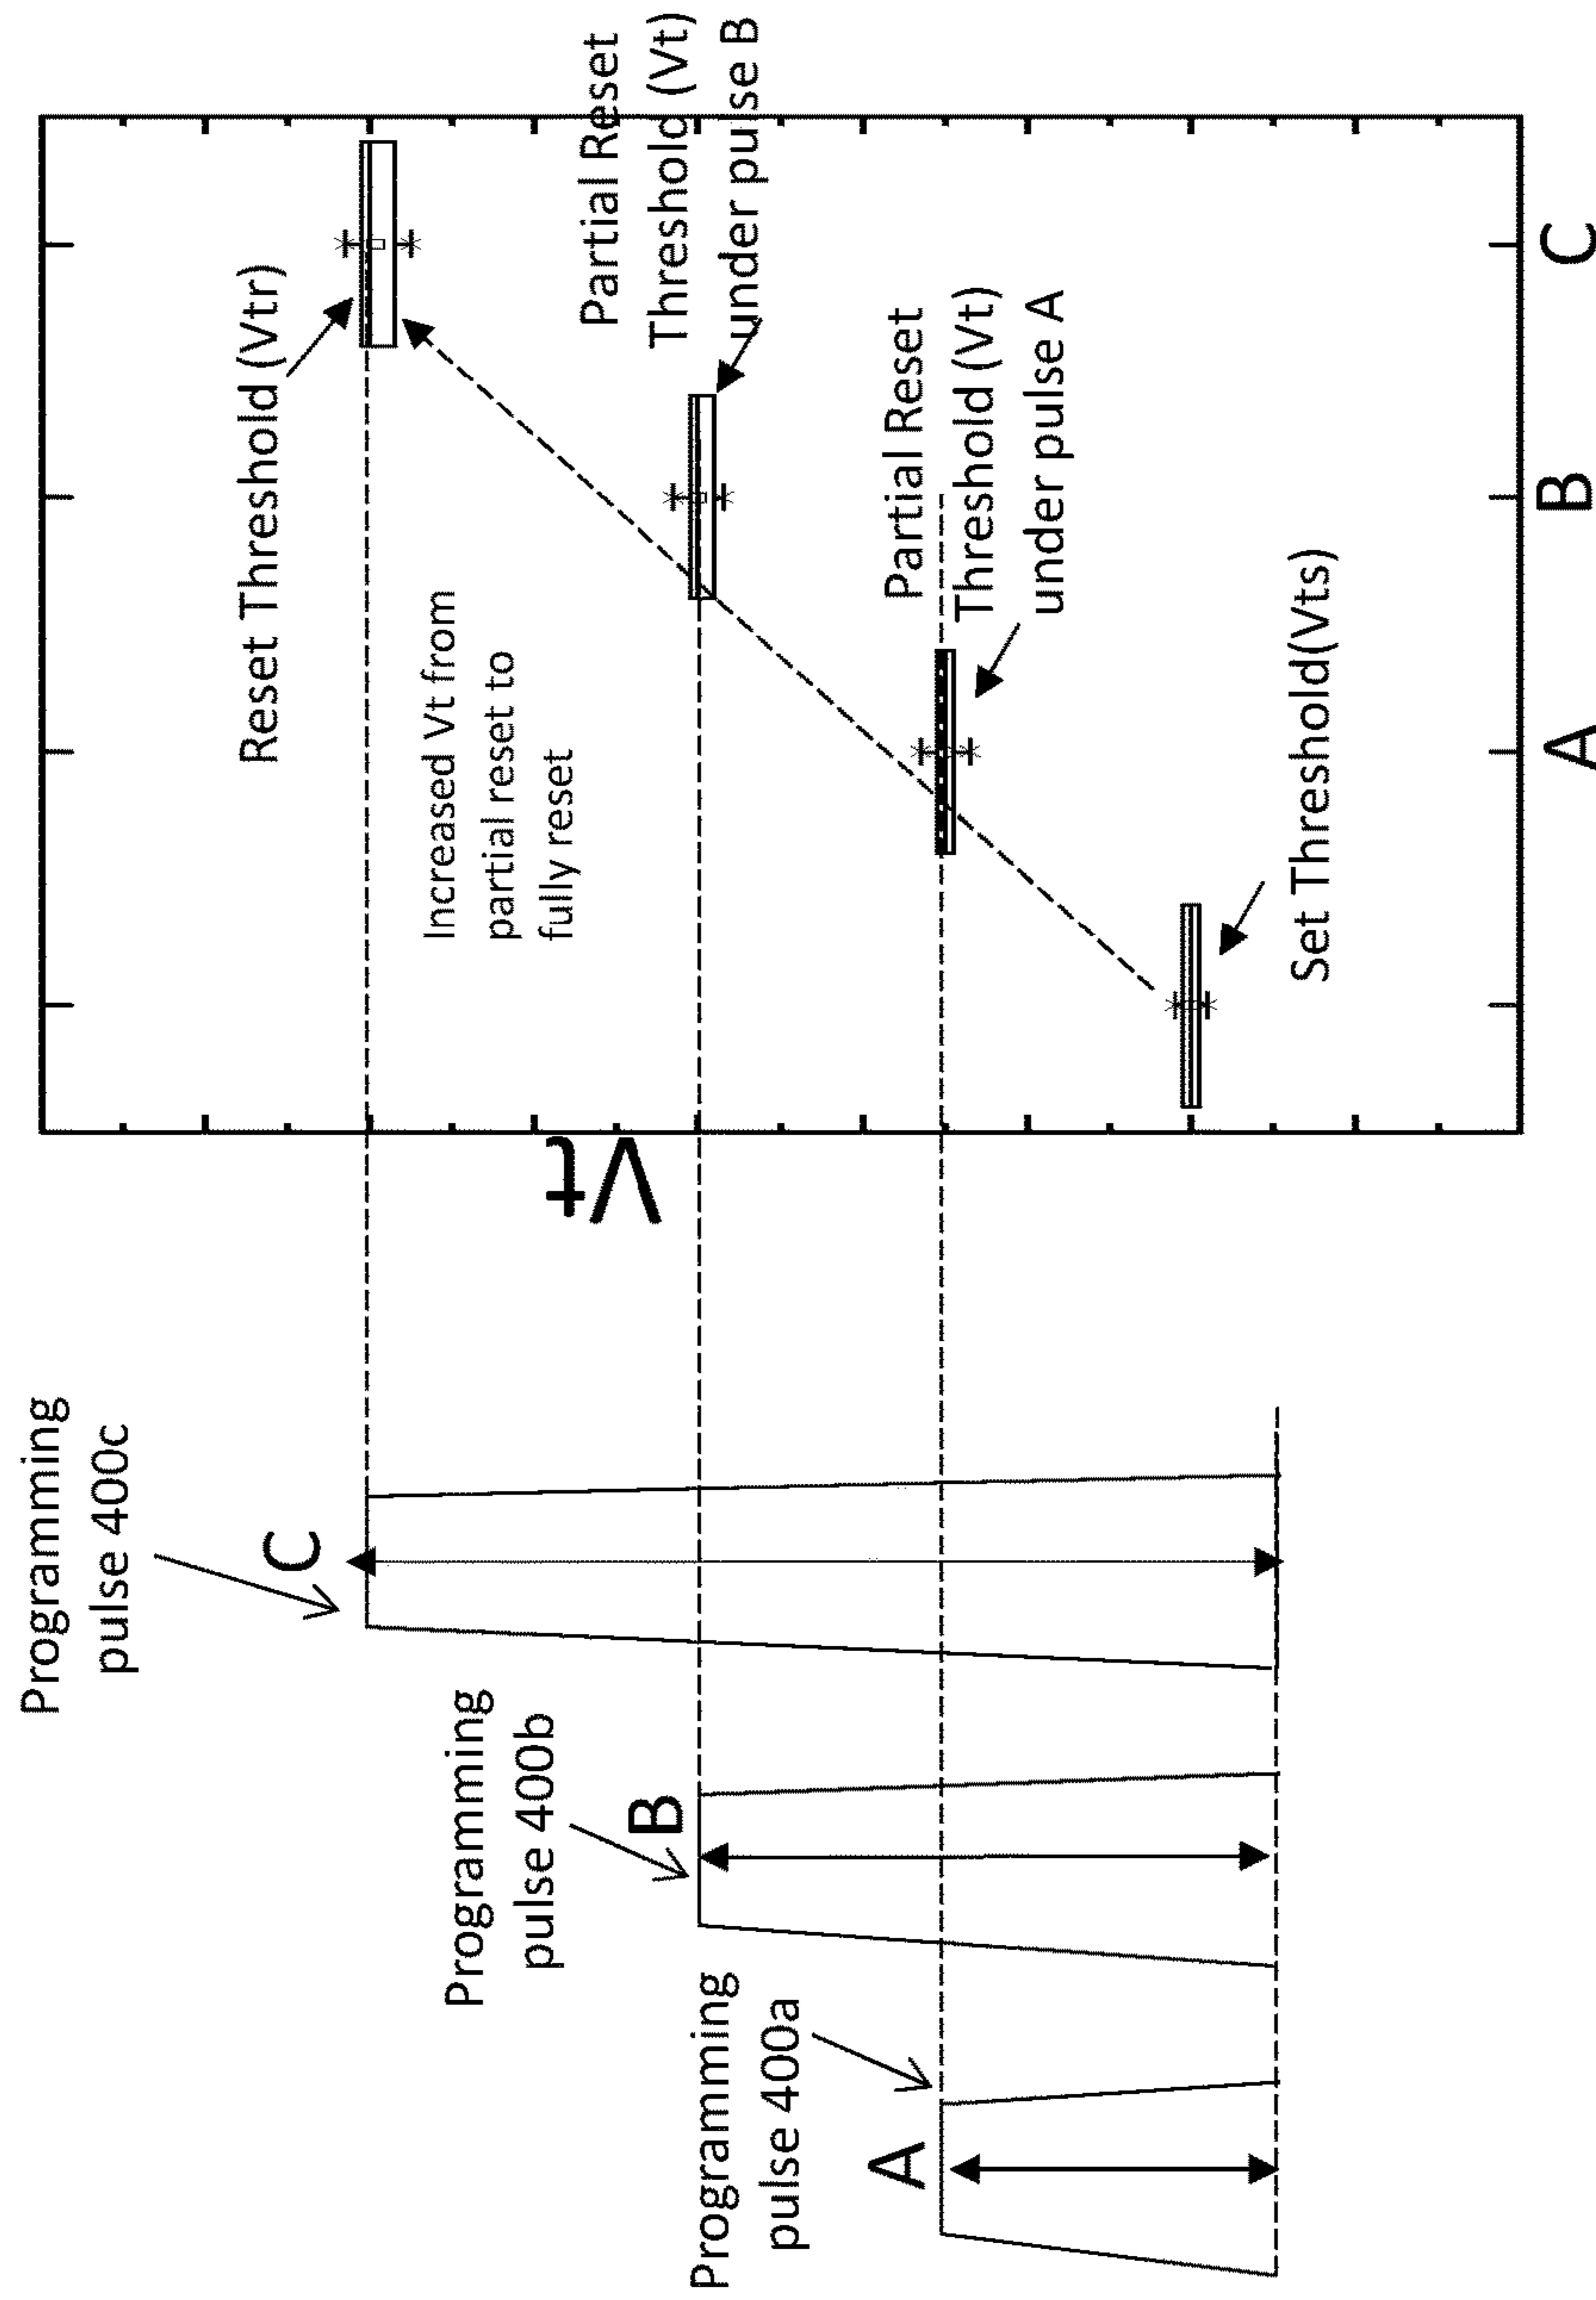 Programming
pulse 400c
C
Programming
pulse 400b
B
Programming
pulse 400a
A
Vt
Reset Threshold (Vtr)
Increased Vt from
partial reset to
fully reset
Partial Reset
Threshold (Vt)
under pulse B
Partial Reset
Threshold (Vt)
under pulse A
Set Threshold(Vts)
A
B
C